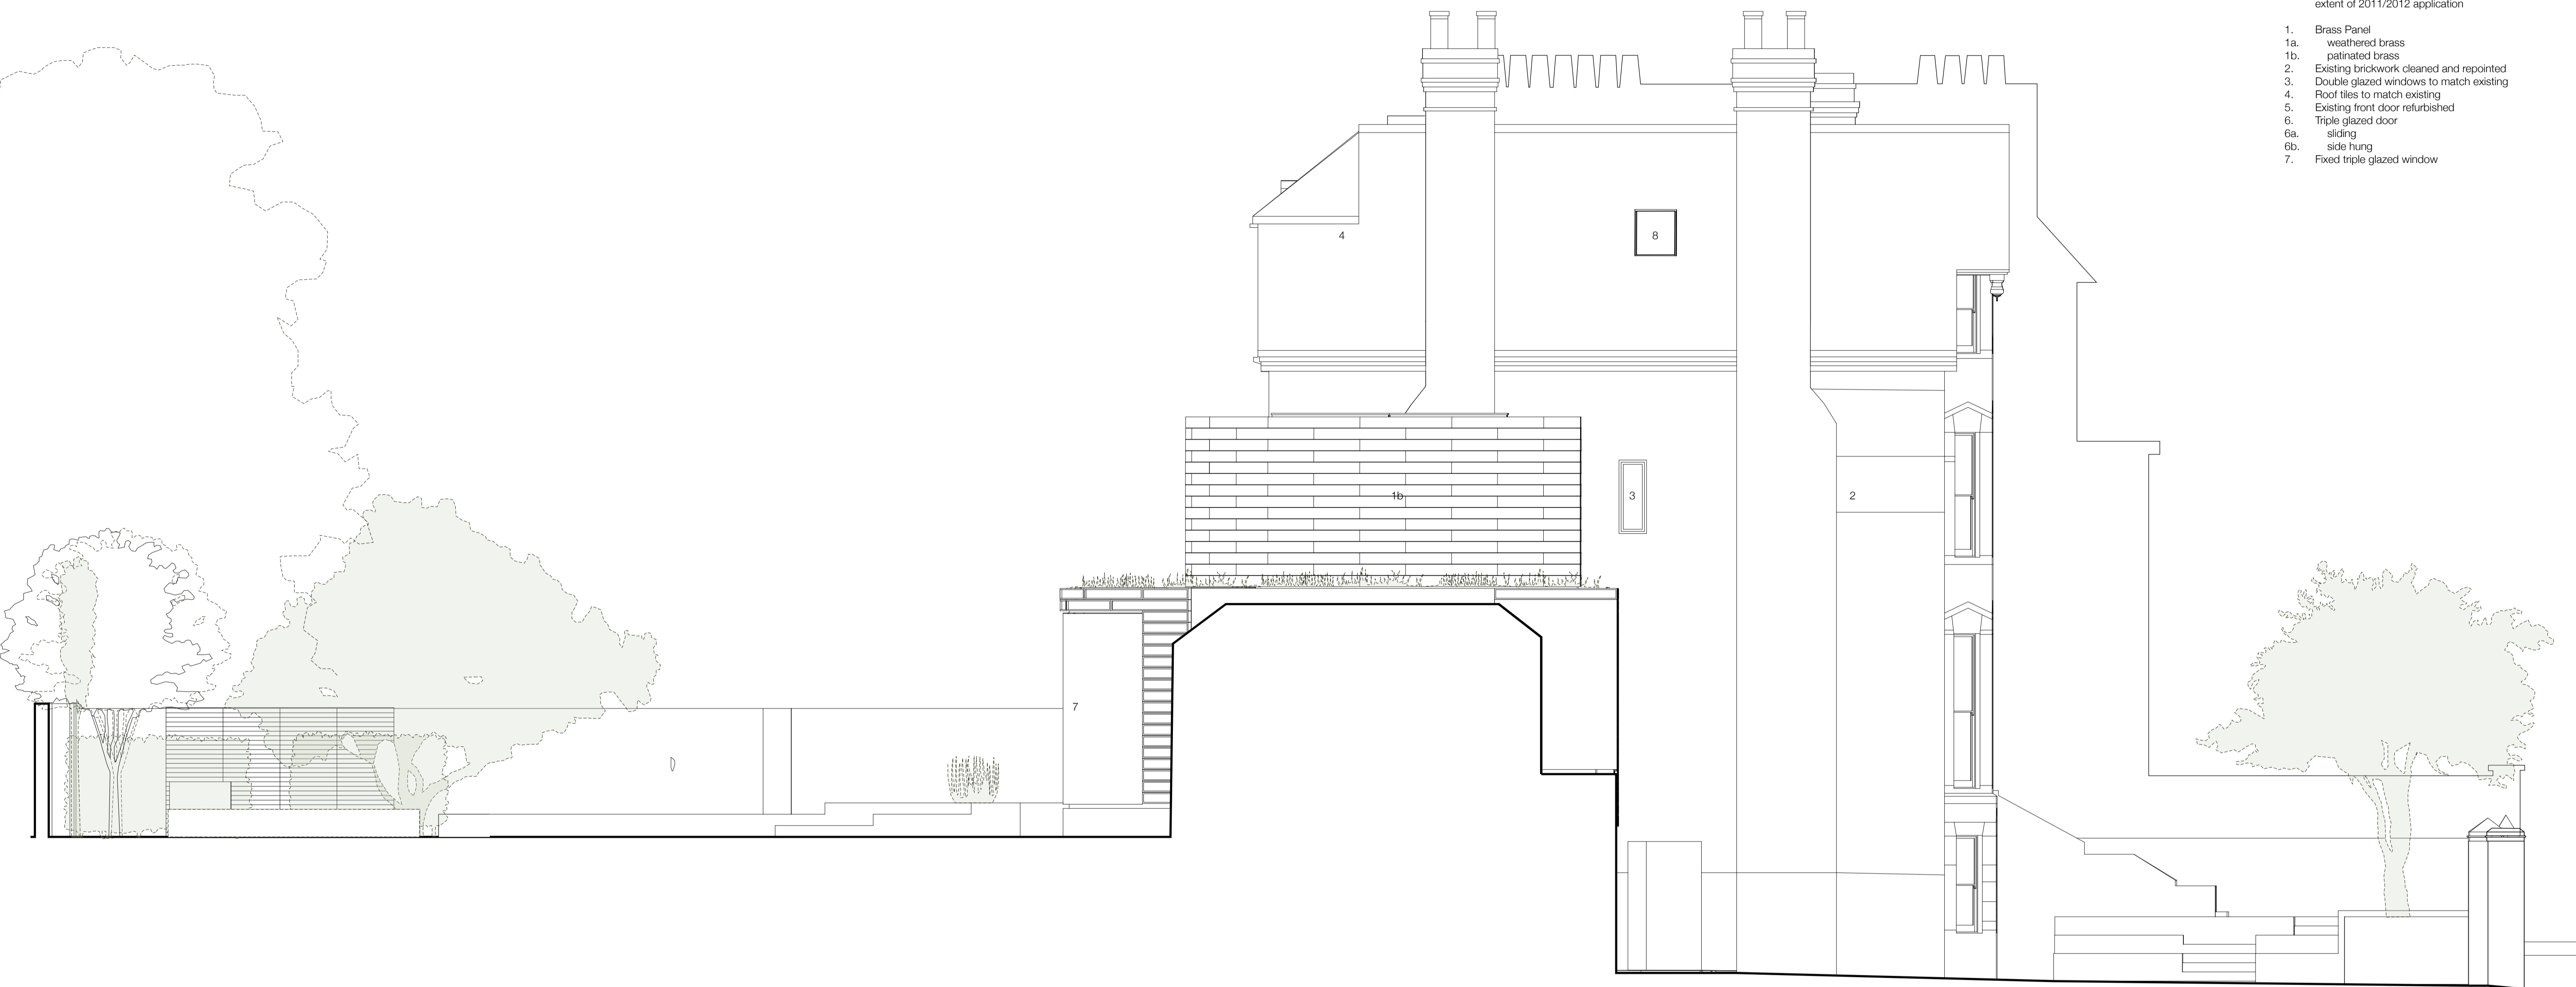 extent of 2011/2012 application
1. Brass Panel
1a. weathered brass
1b. patinated brass
2. Existing brickwork cleaned and repointed
3. Double glazed windows to match existing
4. Roof tiles to match existing
5. Existing front door refurbished
6. Triple glazed door
6a. sliding
6b. side hung
7. Fixed triple glazed window
4
8
1b
3
2
7